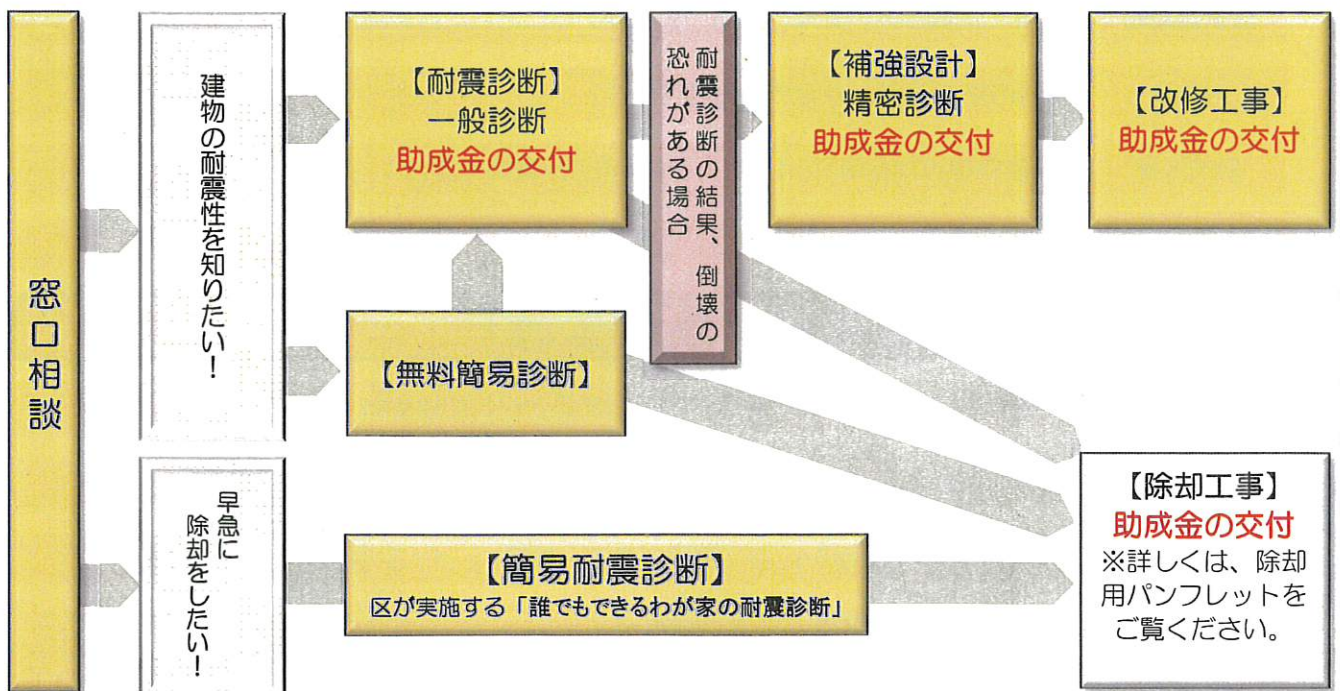 窓口相談
建物の耐震性を知りたい！
【耐震診断】
一般診断
助成金の交付
耐震診断の結果、倒壊の
恐れがある場合
【補強設計】
精密診断
助成金の交付
【改修工事】
助成金の交付
【無料簡易診断】
早急に
除却をしたい！
【簡易耐震診断】
区が実施する「誰でもできるわが家の耐震診断」
【除却工事】
助成金の交付
※詳しくは、除却
用パンフレットを
ご覧ください。